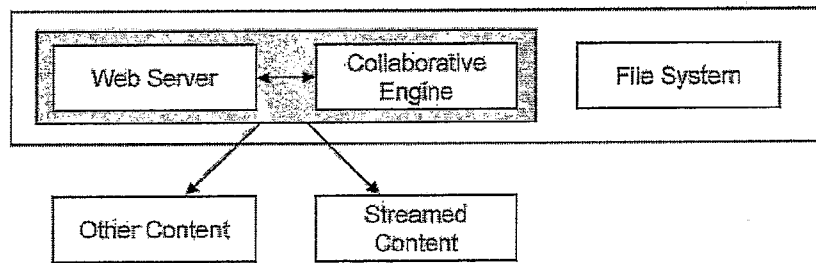 Web Server
Collaborative
Engine
File System
Other Content
Streamed
Content